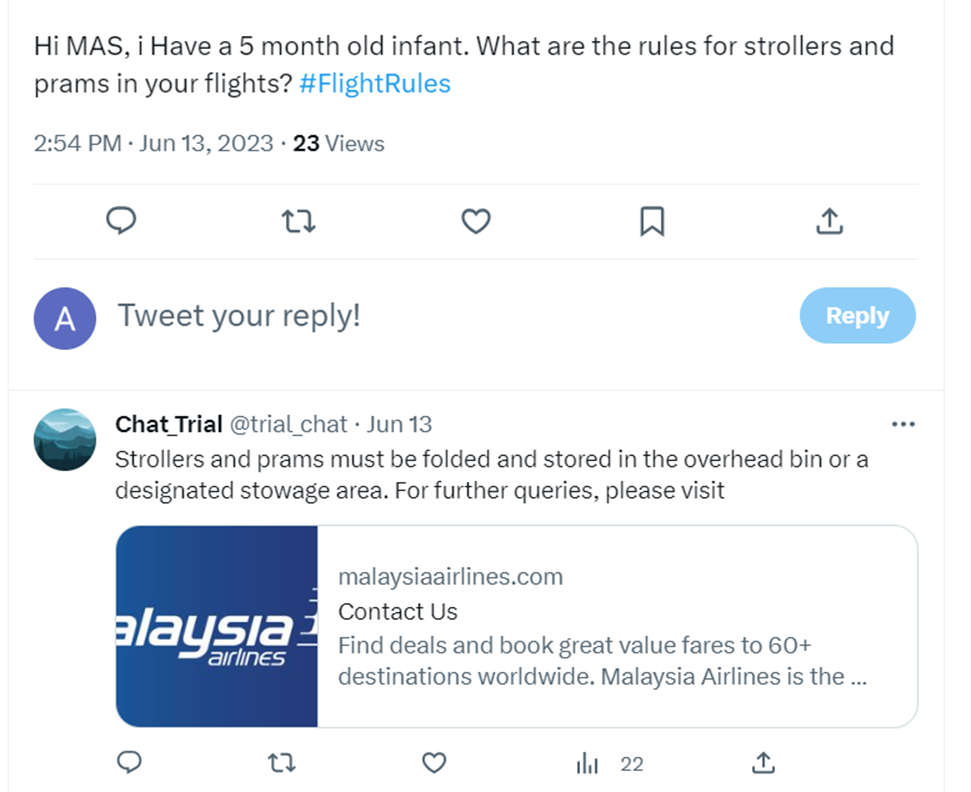 Hi MAS, i Have a 5 month old infant. What are the rules for strollers and
prams in your flights? #FlightRules
2:54 PM · Jun 13, 2023 · 23 Views
A
Tweet your reply!
Reply
Chat_Trial @trial_chat · Jun 13
Strollers and prams must be folded and stored in the overhead bin or a
designated stowage area. For further queries, please visit
alaysia
airlines
malaysiaairlines.com
Contact Us
Find deals and book great value fares to 60+
destinations worldwide. Malaysia Airlines is the ...
22